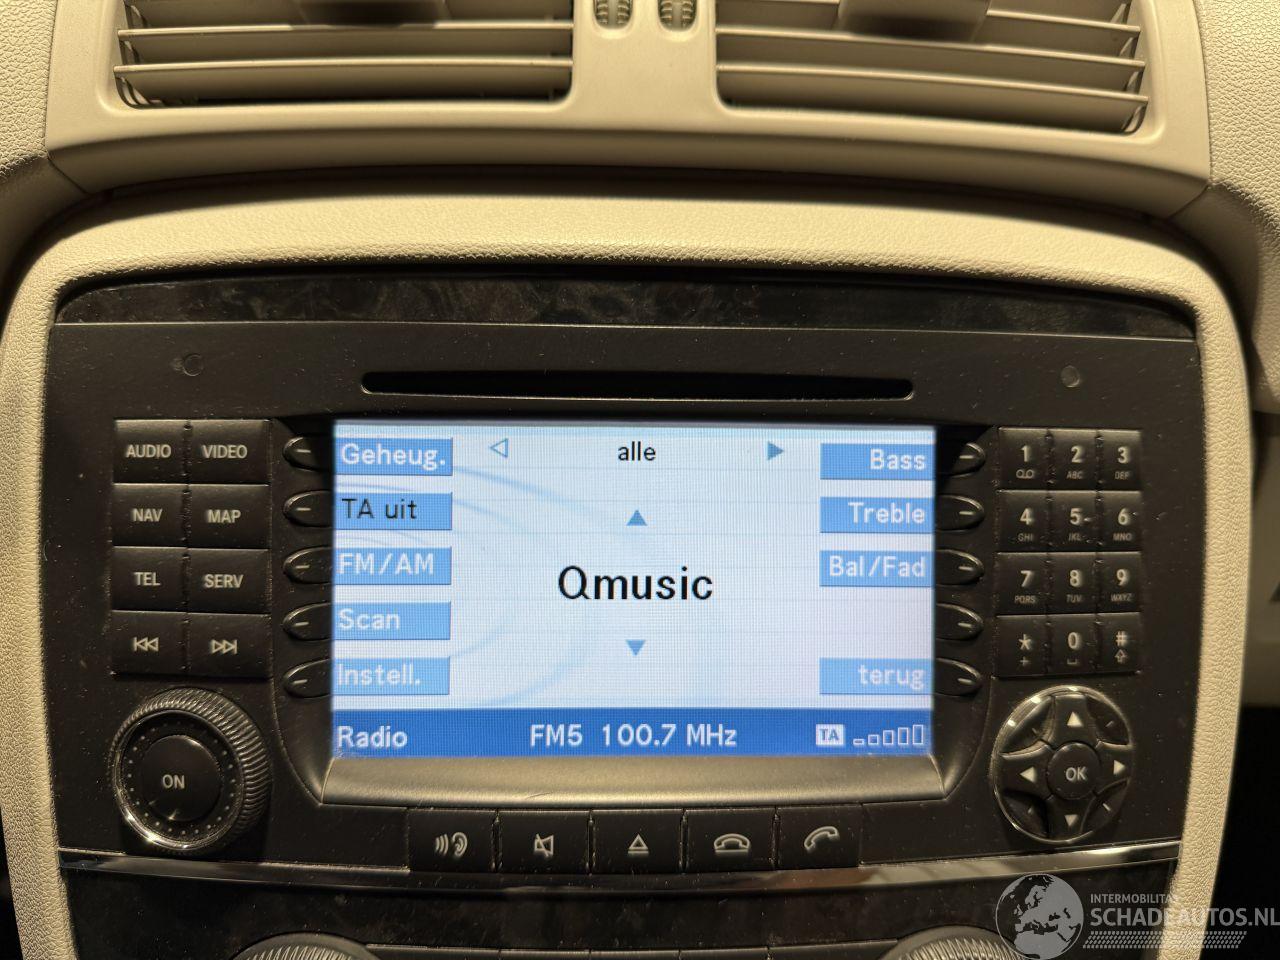 AUDIO VIDEO
NAV MAP
TEL SERV
ON
Geheug.
TA uit
FM/AM
Scan
Instell.
alle
Qmusic
Bass
Treble
Bal/Fad
terug
Radio FM5 100.7 MHz TA
1 2 3
ABC DEF
4 5 6
GHI JKL MNO
7 8 9
PQRS TUV WXYZ
* 0 #
+
OK
INTERMOBILITAS
SCHADEAUTOS.NL